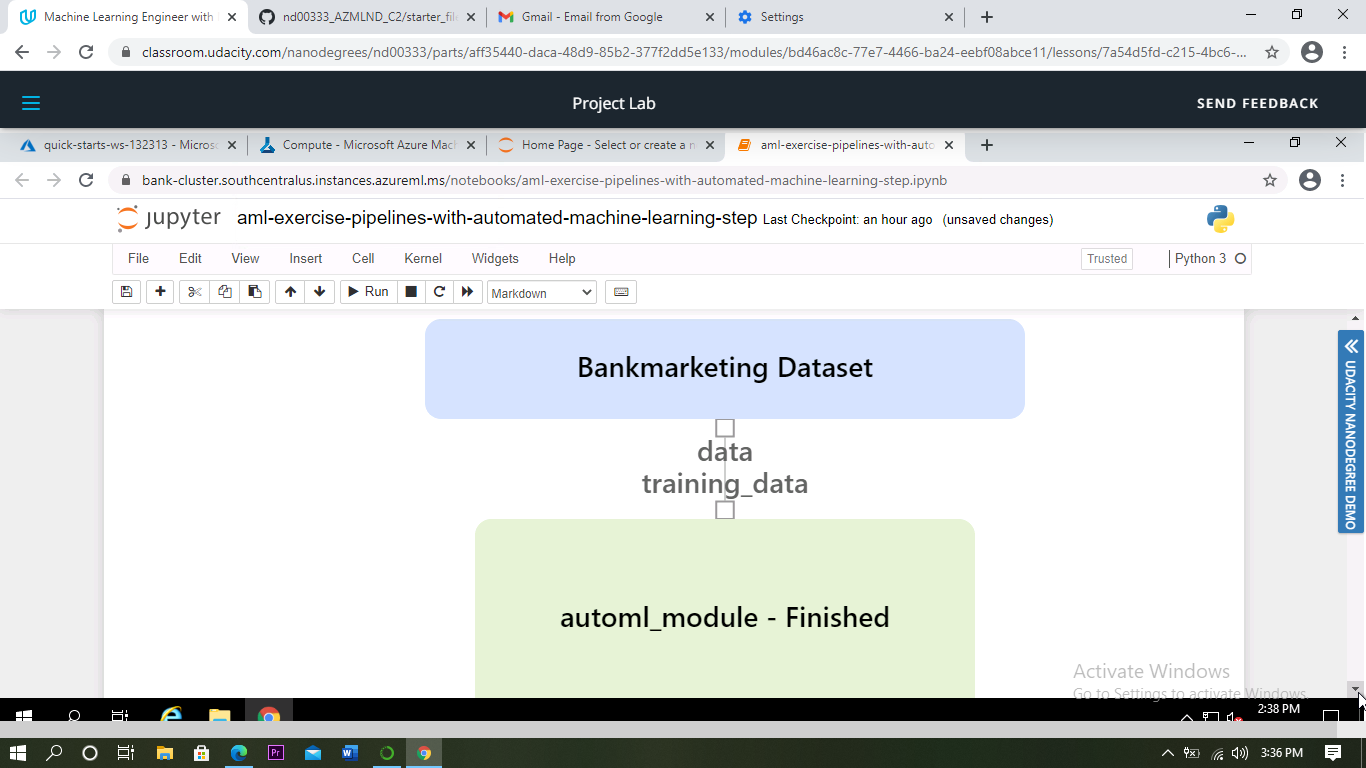 Machine Learning Engineer with
nd00333_AZMLND_C2/starter_file
Gmail - Email from Google
Settings
classroom.udacity.com/nanodegrees/nd00333/parts/aff35440-daca-48d9-85b2-377f2dd5e133/modules/bd46ac8c-77e7-4466-ba24-eebf08abce11/lessons/7a54d5fd-c215-4bc6-...
Project Lab
SEND FEEDBACK
quick-starts-ws-132313 - Microso
Compute - Microsoft Azure Mach
Home Page - Select or create a n
aml-exercise-pipelines-with-auto
bank-cluster.southcentralus.instances.azureml.ms/notebooks/aml-exercise-pipelines-with-automated-machine-learning-step.ipynb
jupyter aml-exercise-pipelines-with-automated-machine-learning-step Last Checkpoint: an hour ago (unsaved changes)
File Edit View Insert Cell Kernel Widgets Help Trusted Python 3
Run Markdown
Bankmarketing Dataset
data
training_data
automl_module - Finished
UDACITY NANODEGREE DEMO
Activate Windows
Go to Settings to activate Windows.
2:38 PM
Pr
W
3:36 PM